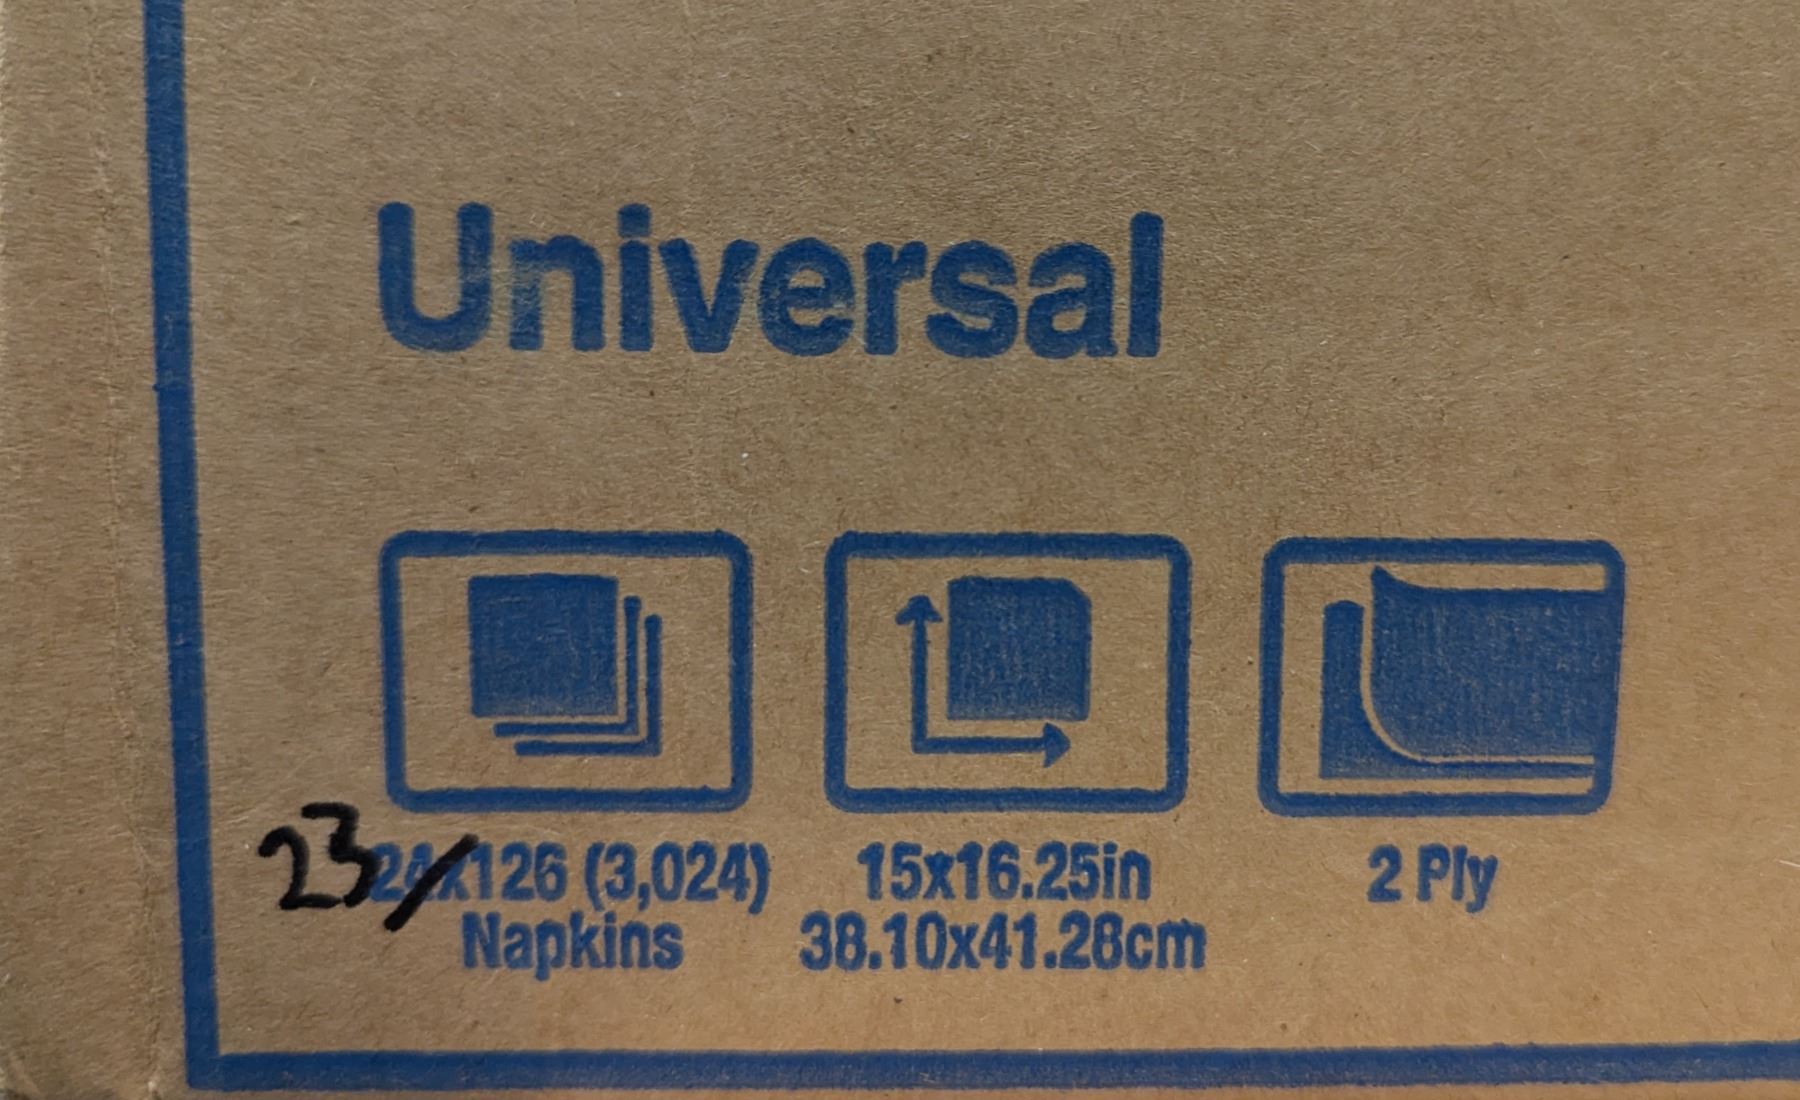 Universal
23 24x126 (3,024)
Napkins
15x16.25in
38.10x41.28cm
2 Ply